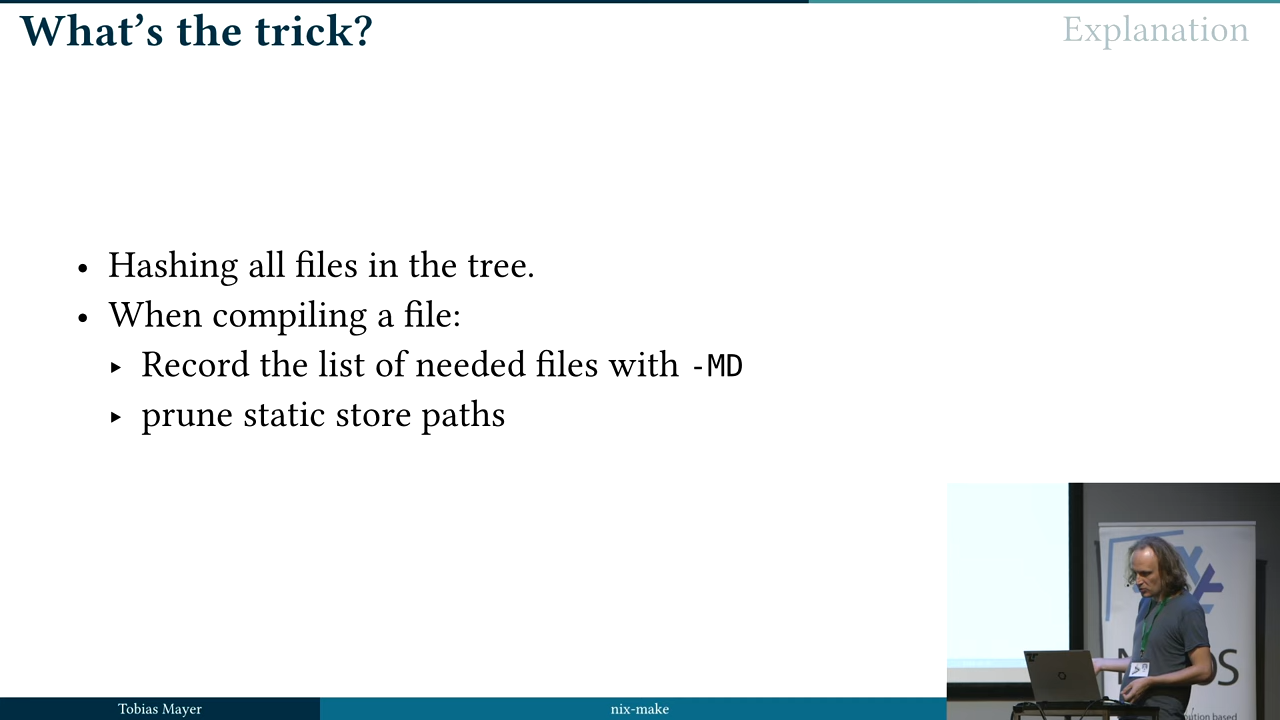 What’s the trick?
Explanation
• Hashing all files in the tree.
• When compiling a file:
‣ Record the list of needed files with -MD
‣ prune static store paths
Tobias Mayer
nix-make